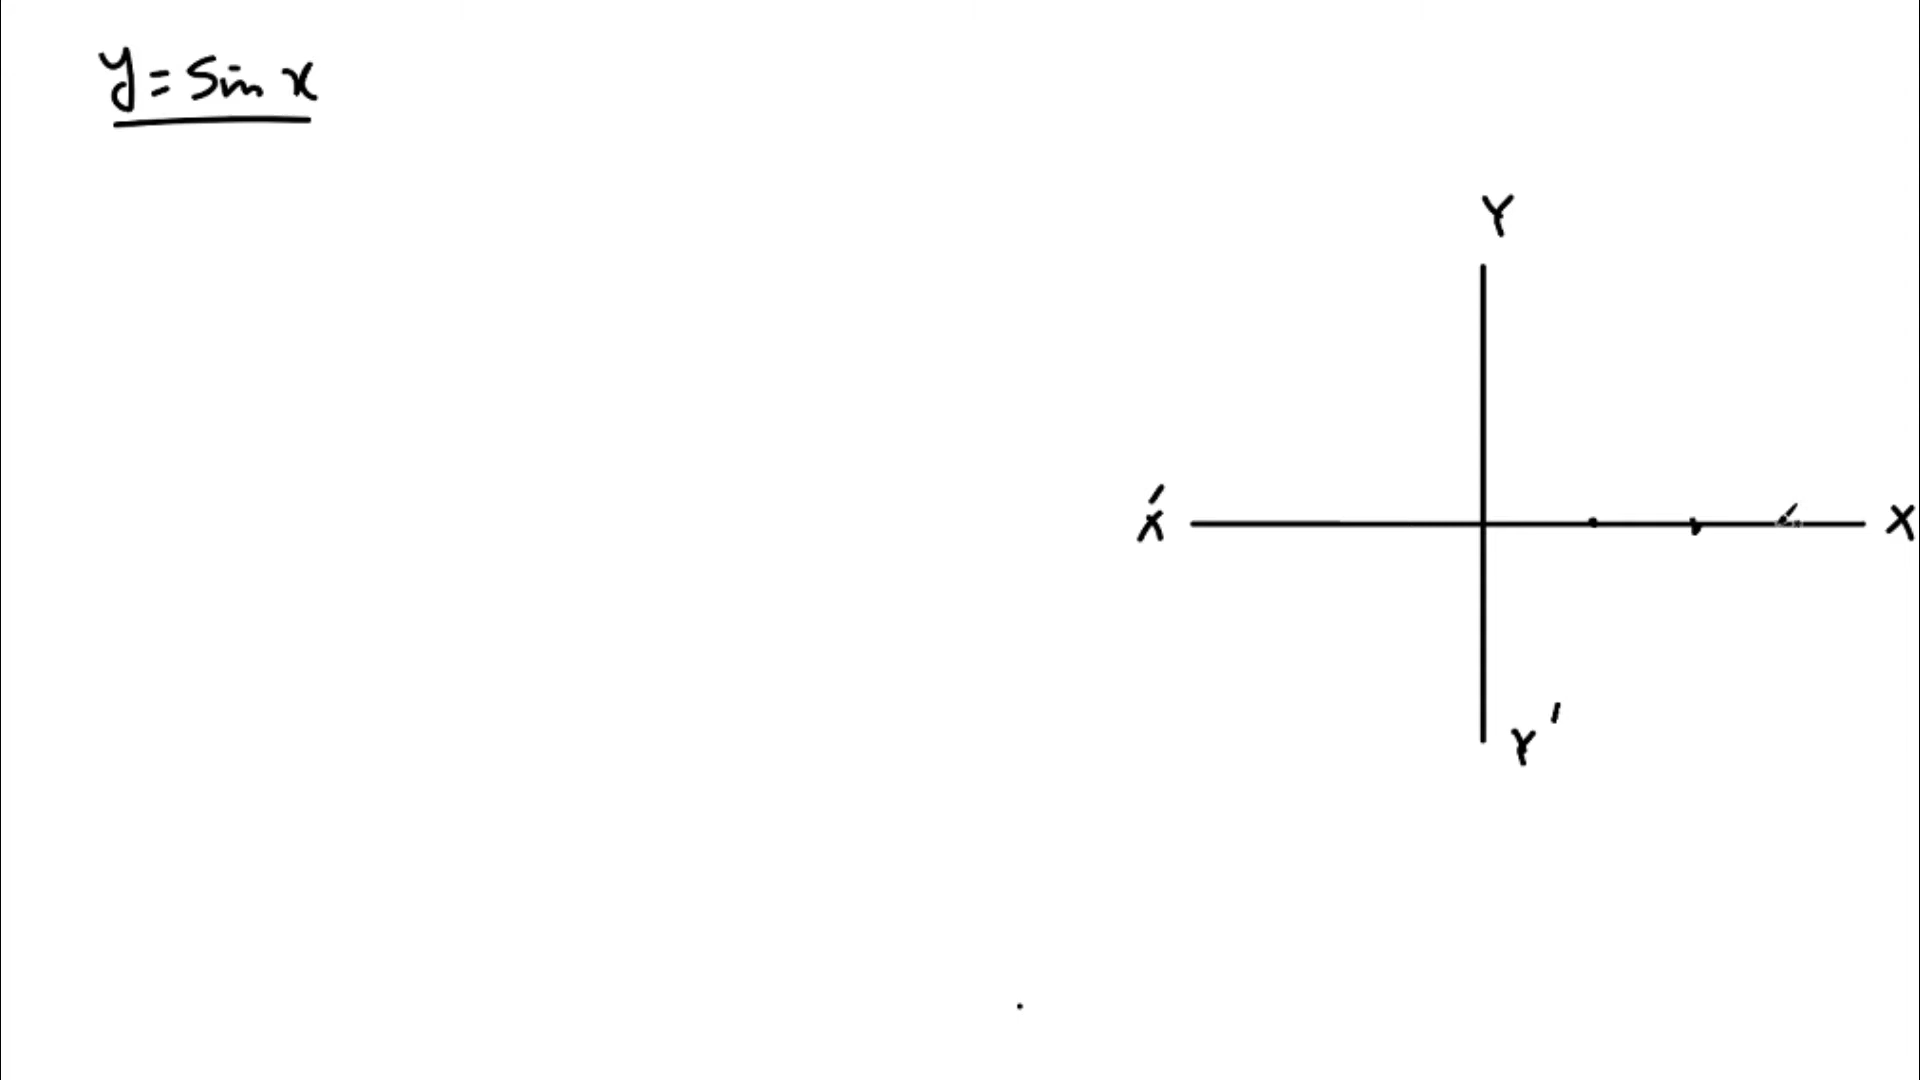 y = sin x
Y
X'
X
Y'